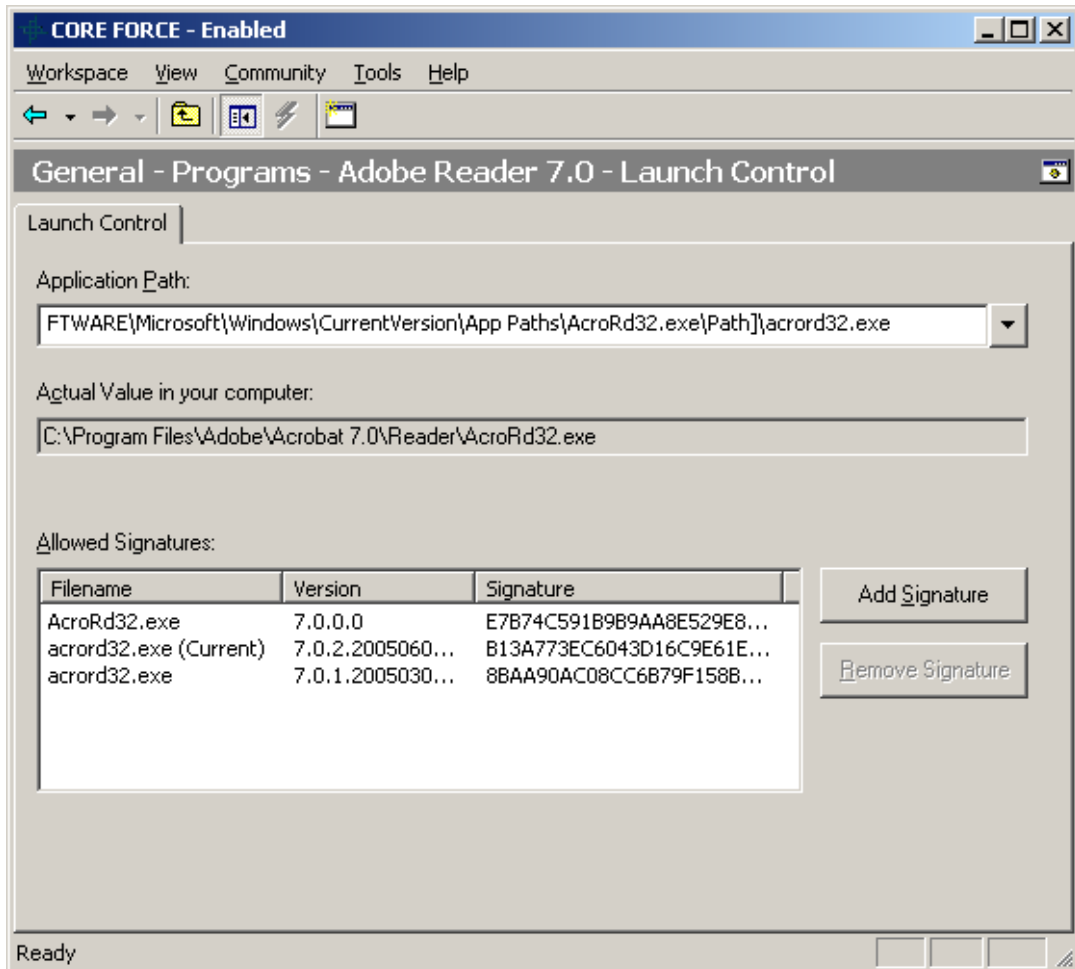 CORE FORCE - Enabled
Workspace View Community Tools Help
General - Programs - Adobe Reader 7.0 - Launch Control
Launch Control
Application Path:
FTWARE\Microsoft\Windows\CurrentVersion\App Paths\AcroRd32.exe\Path]\acrord32.exe
Actual Value in your computer:
C:\Program Files\Adobe\Acrobat 7.0\Reader\AcroRd32.exe
Allowed Signatures:
Filename Version Signature
AcroRd32.exe 7.0.0.0 E7B74C591B9B9AA8E529E8...
acrord32.exe (Current) 7.0.2.2005060... B13A773EC6043D16C9E61E...
acrord32.exe 7.0.1.2005030... 8BAA90AC08CC6B79F158B...
Add Signature
Remove Signature
Ready